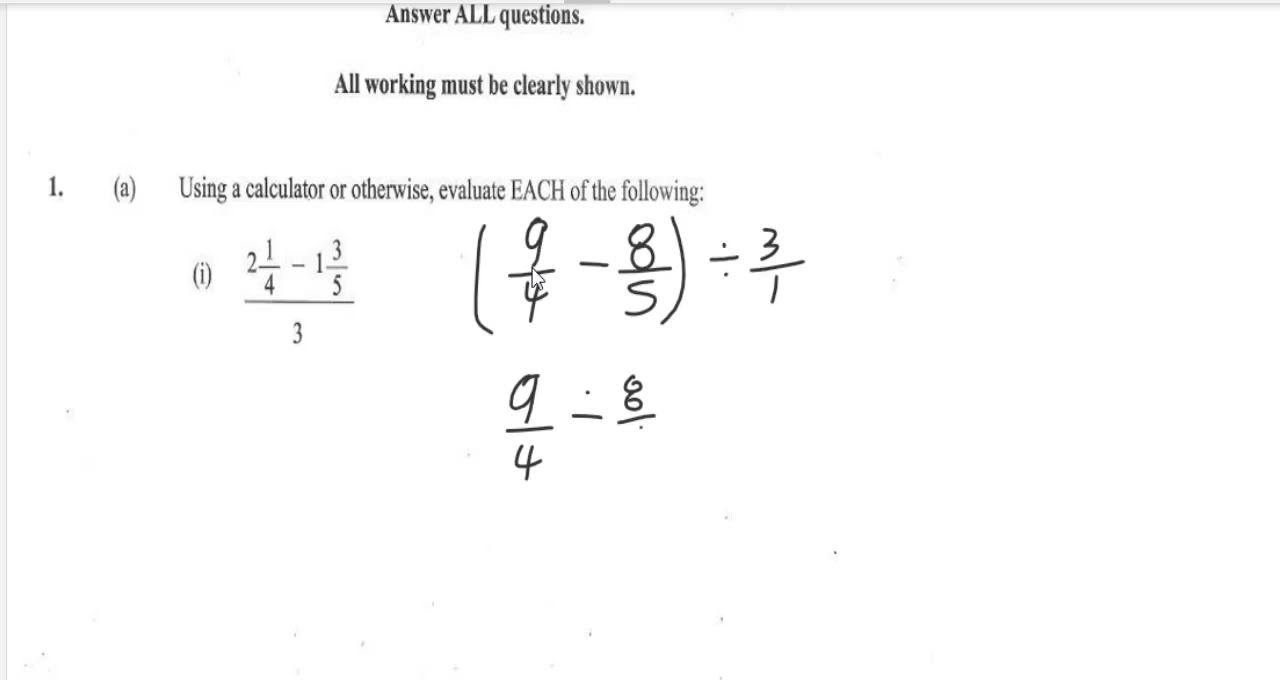 Answer ALL questions.
All working must be clearly shown.
1. (a) Using a calculator or otherwise, evaluate EACH of the following:
(i) (2 1/4 − 1 3/5) / 3
(9/4 − 8/5) ÷ 3/1
9/4 − 8